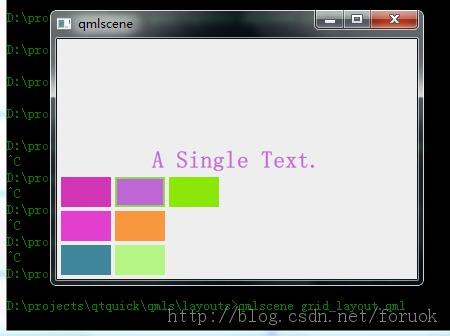 D:\pro
qmlscene
D:\pro
D:\pro
D:\pro
D:\pro
^C
A Single Text.
D:\pro
^C
D:\pro
^C
D:\pro
^C
D:\pro
D:\projects\qtquick\qmls\layouts>qmlscene grid_layout.qml
http://blog.csdn.net/foruok